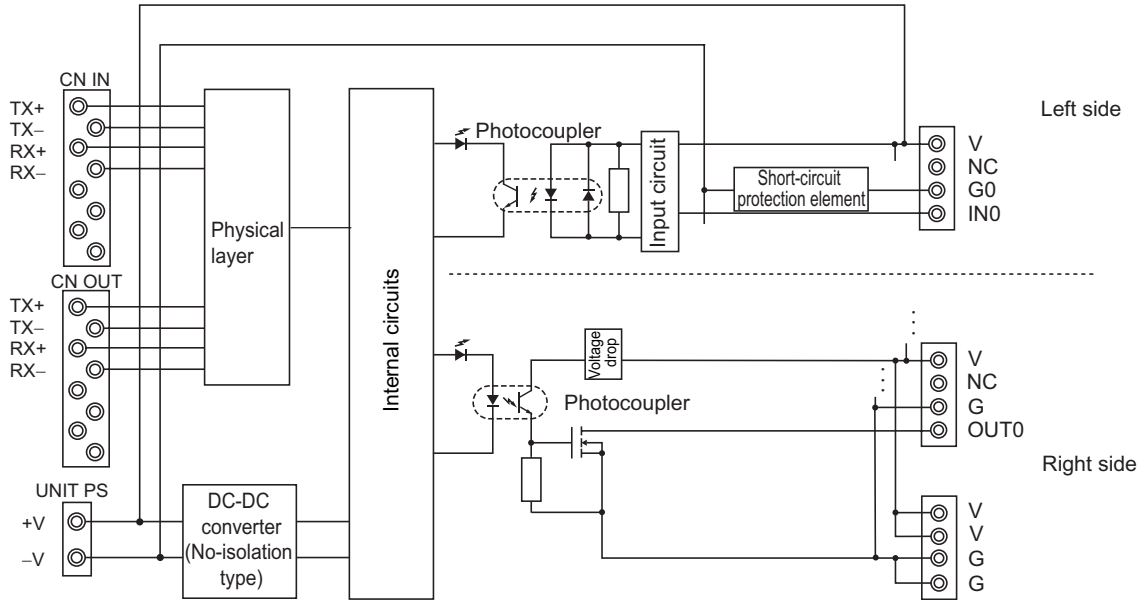 CN IN
TX+
TX–
RX+
RX–
CN OUT
TX+
TX–
RX+
RX–
UNIT PS
+V
–V
Physical
layer
DC-DC
converter
(No-isolation
type)
Internal circuits
Photocoupler
Input circuit
Short-circuit
protection element
Left side
V
NC
G0
IN0
Voltage
drop
Photocoupler
V
NC
G
OUT0
Right side
V
V
G
G